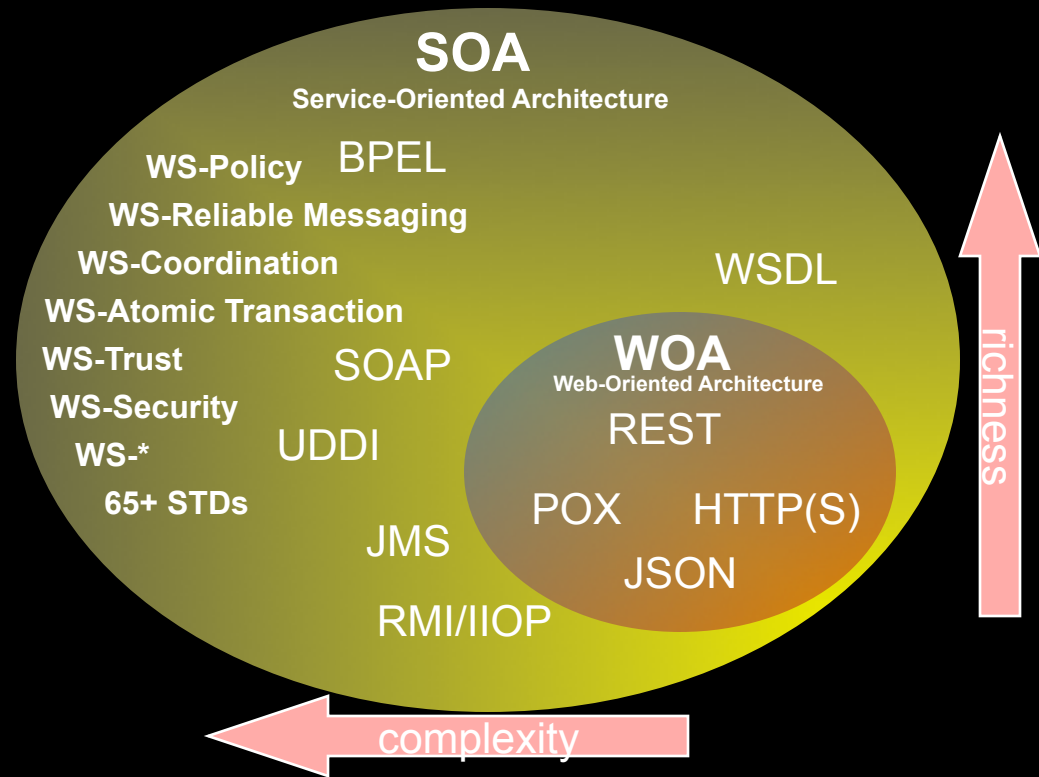 SOA
Service-Oriented Architecture
BPEL
WS-Policy
WS-Reliable Messaging
WS-Coordination
WSDL
WS-Atomic Transaction
WS-Trust
SOAP
WS-Security
UDDI
WS-*
65+ STDs
JMS
RMI/IIOP
WOA
Web-Oriented Architecture
REST
POX
HTTP(S)
JSON
richness
complexity